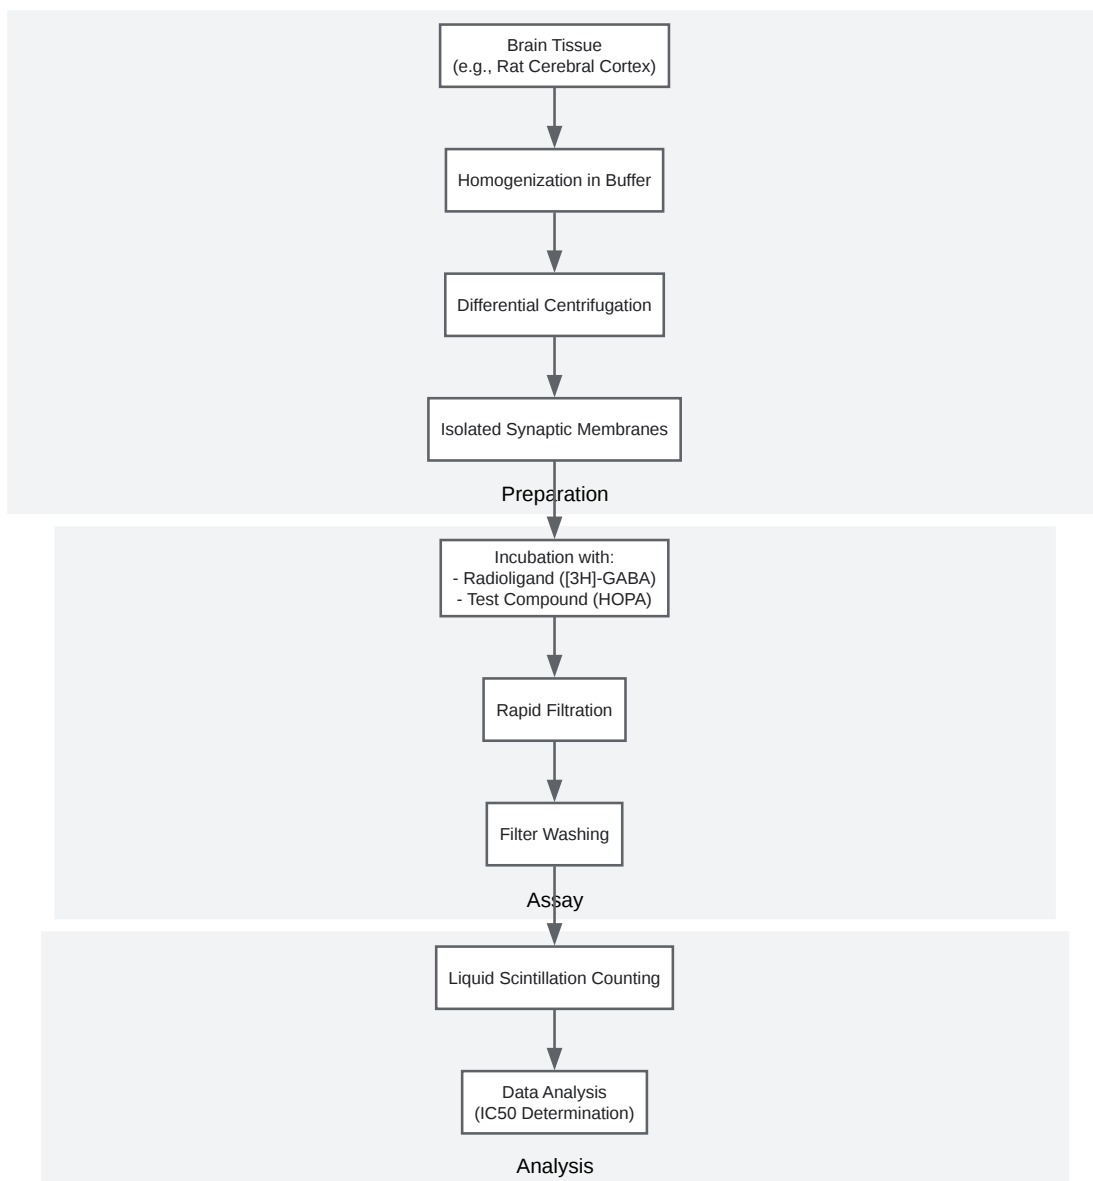 Brain Tissue
(e.g., Rat Cerebral Cortex)
Homogenization in Buffer
Differential Centrifugation
Isolated Synaptic Membranes
Preparation
Incubation with:
- Radioligand ([3H]-GABA)
- Test Compound (HOPA)
Rapid Filtration
Filter Washing
Assay
Liquid Scintillation Counting
Data Analysis
(IC50 Determination)
Analysis